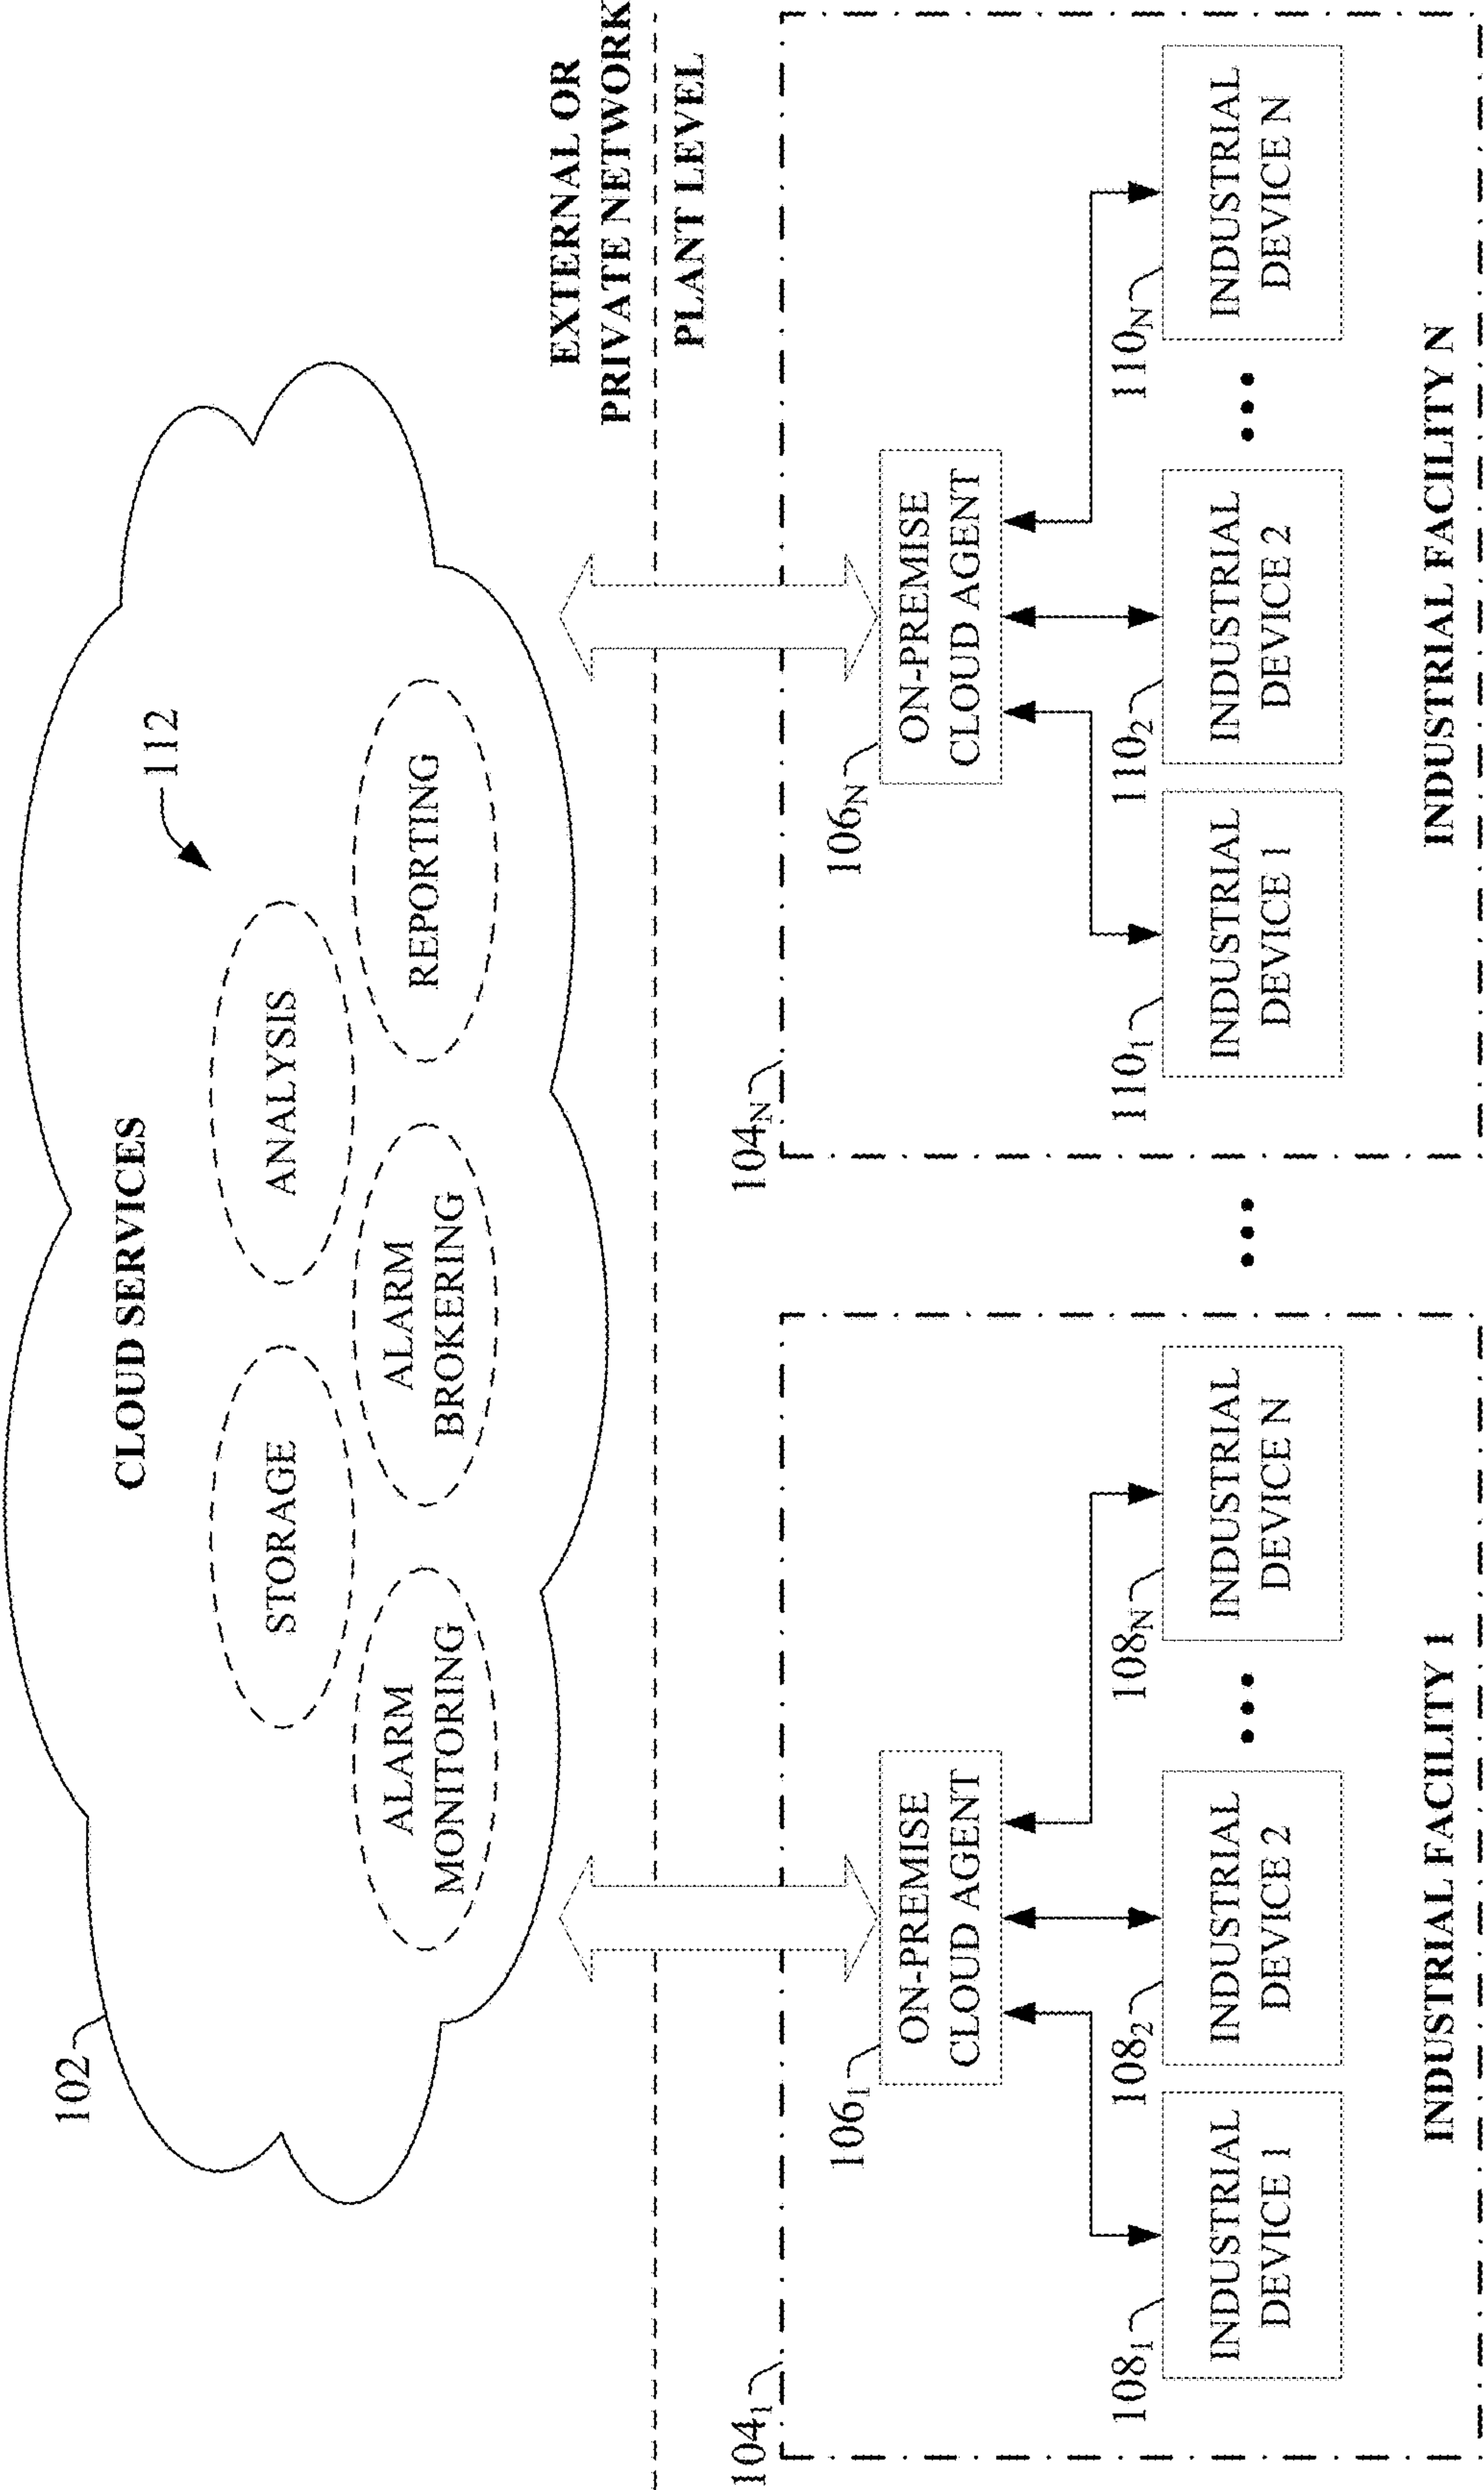 102
CLOUD SERVICES
112
STORAGE
ANALYSIS
ALARM
MONITORING
ALARM
BROKERING
REPORTING
EXTERNAL OR
PRIVATE NETWORK
PLANT LEVEL
104₁
106₁
ON-PREMISE
CLOUD AGENT
108₁
108₂
108N
INDUSTRIAL
DEVICE 1
INDUSTRIAL
DEVICE 2
•••
INDUSTRIAL
DEVICE N
INDUSTRIAL FACILITY 1
•••
104N
106N
ON-PREMISE
CLOUD AGENT
110₁
110₂
110N
INDUSTRIAL
DEVICE 1
INDUSTRIAL
DEVICE 2
•••
INDUSTRIAL
DEVICE N
INDUSTRIAL FACILITY N